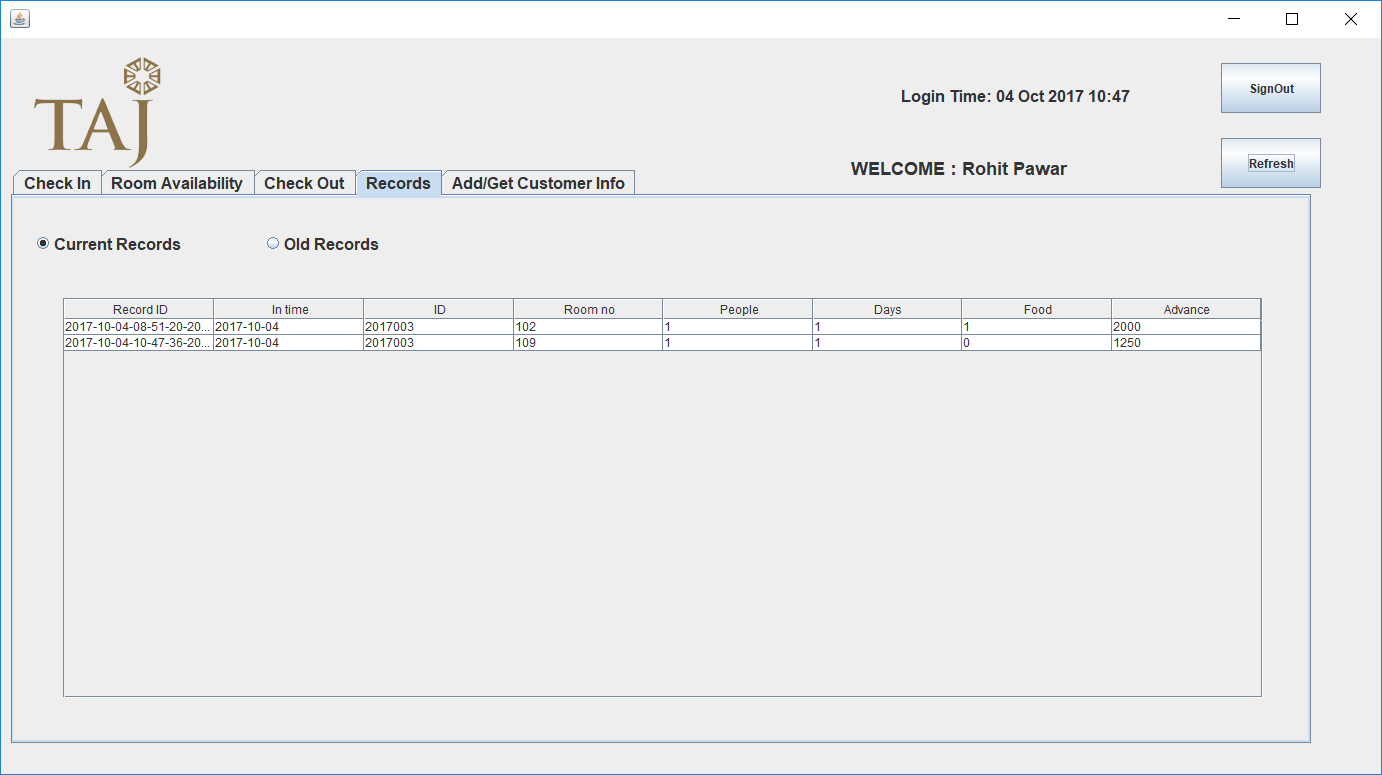 TAJ
Login Time: 04 Oct 2017 10:47
SignOut
WELCOME : Rohit Pawar
Refresh
Check In Room Availability Check Out Records Add/Get Customer Info
Current Records Old Records
Record ID In time ID Room no People Days Food Advance
2017-10-04-08-51-20-20... 2017-10-04 2017003 102 1 1 1 2000
2017-10-04-10-47-36-20... 2017-10-04 2017003 109 1 1 0 1250